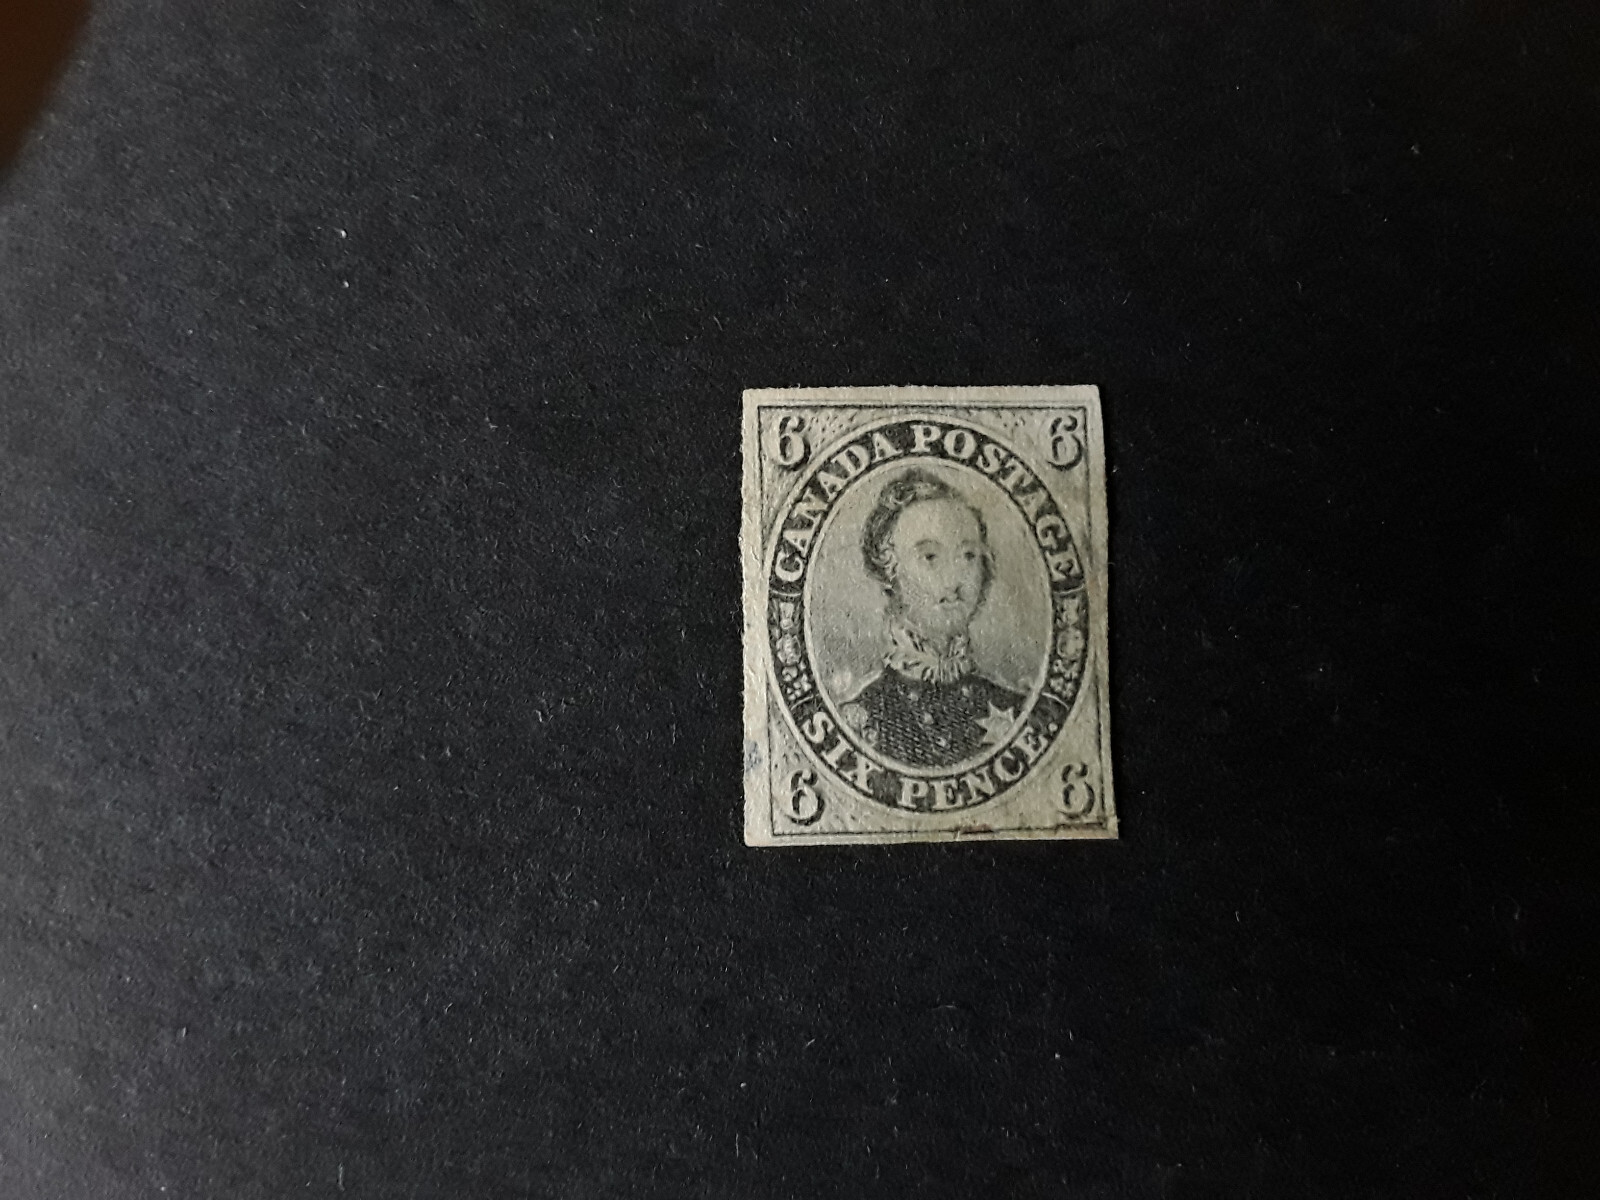 6 6
CANADA POSTAGE
SIX PENCE.
6 6